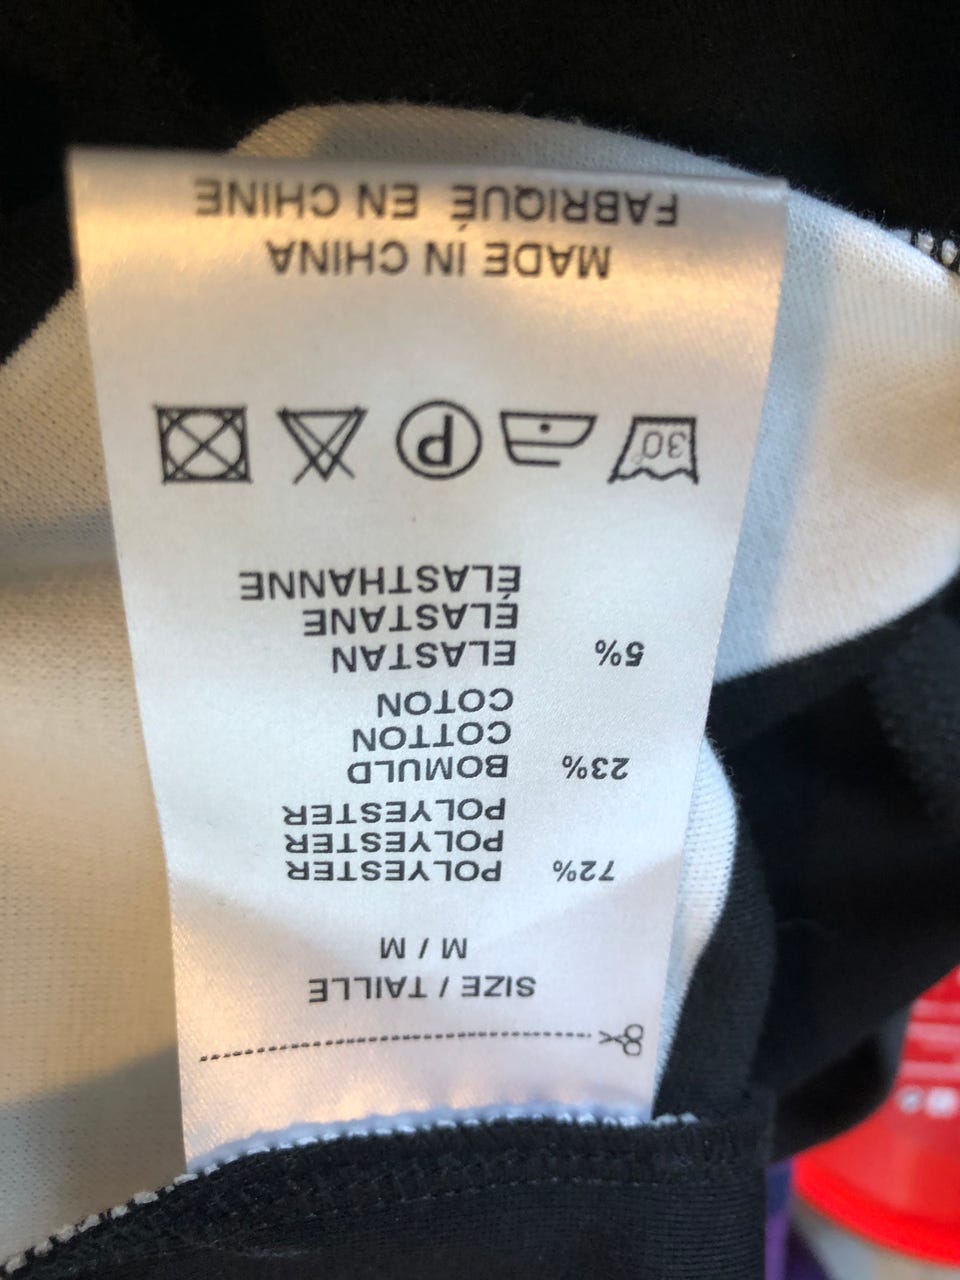 SIZE / TAILLE
M / M
72% POLYESTER
POLYESTER
POLYESTER
23% BOMULD
COTTON
COTON
5% ELASTAN
ÉLASTANE
ÉLASTHANNE
30° P
MADE IN CHINA
FABRIQUÉ EN CHINE